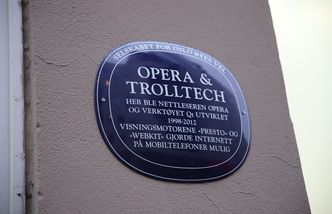 SELSKABET FOR OSLO BYES VEL
OPERA &
TROLLTECH
HER BLE NETTLESEREN OPERA
OG VERKTØYET Qt UTVIKLET
1998-2012
VISNINGSMOTORENE «PRESTO» OG
«WEBKIT» GJORDE INTERNETT
PÅ MOBILTELEFONER MULIG